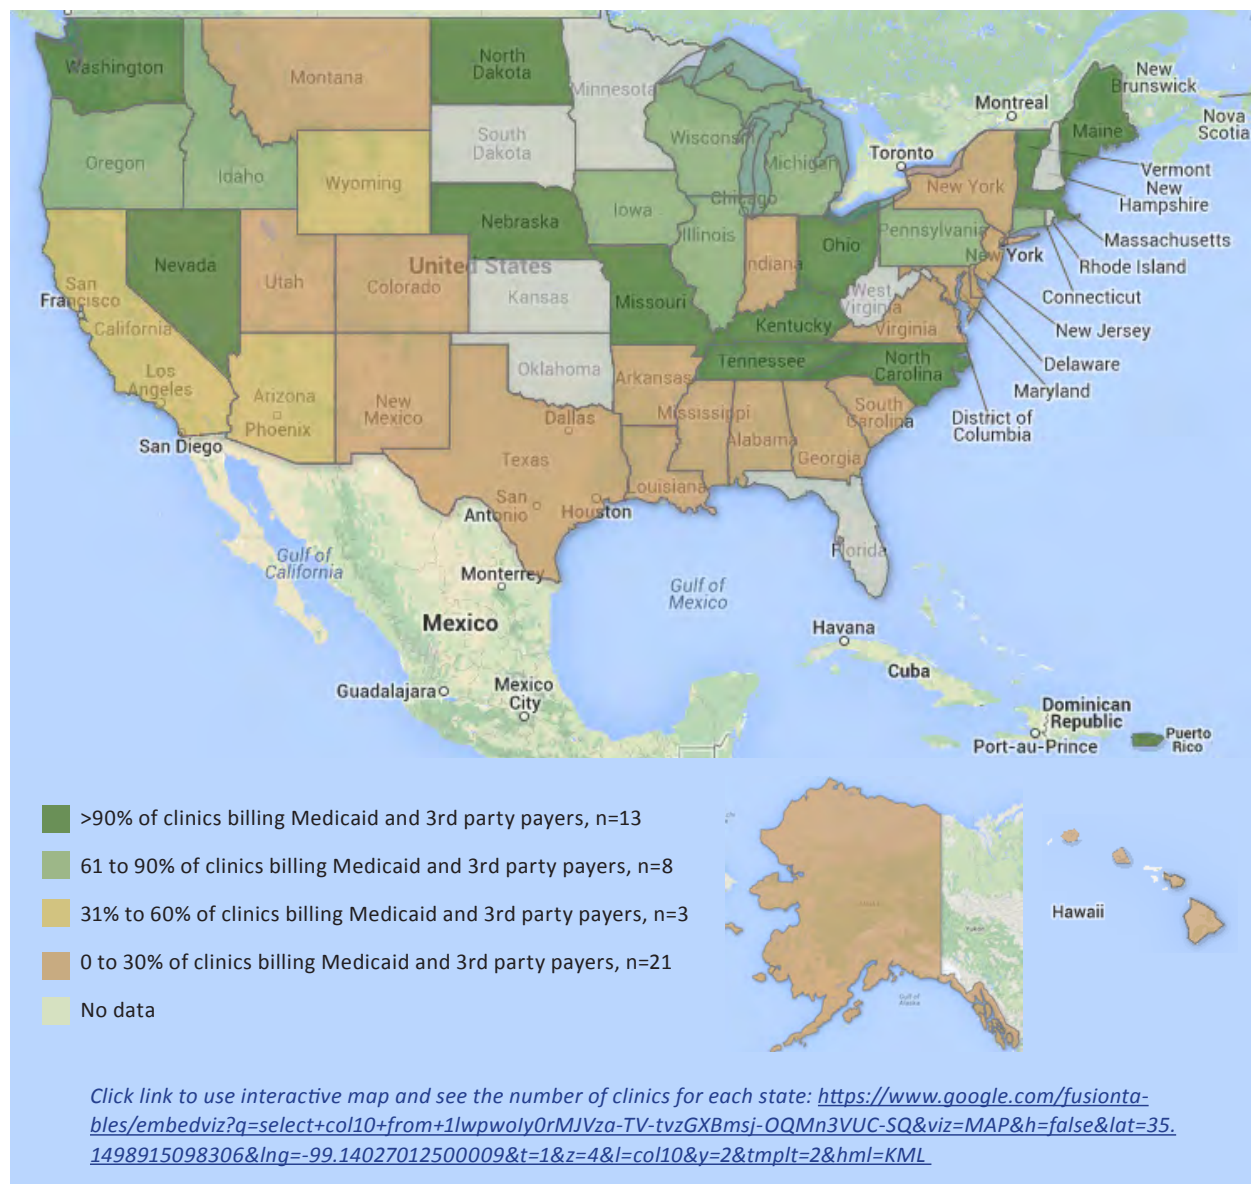 Washington
Montana
North
Dakota
Minnesota
New
Brunswick
Montreal
Nova
Scotia
Oregon
Idaho
Wyoming
South
Dakota
Wisconsin
Michigan
Toronto
Maine
Vermont
New
Hampshire
Massachusetts
Rhode Island
Connecticut
New Jersey
Delaware
Maryland
District of
Columbia
New York
Nebraska
Iowa
Chicago
Illinois
Indiana
Ohio
Pennsylvania
New York
San
Francisco
Nevada
Utah
Colorado
United States
Kansas
Missouri
Kentucky
West
Virginia
Virginia
California
Los
Angeles
San Diego
Arizona
Phoenix
New
Mexico
Oklahoma
Arkansas
Tennessee
North
Carolina
Dallas
Texas
San
Antonio
Houston
Mississippi
Alabama
South
Carolina
Georgia
Louisiana
Florida
Gulf of
California
Monterrey
Gulf of
Mexico
Mexico
Guadalajara
Mexico
City
Havana
Cuba
Dominican
Republic
Port-au-Prince
Puerto
Rico
>90% of clinics billing Medicaid and 3rd party payers, n=13
61 to 90% of clinics billing Medicaid and 3rd party payers, n=8
31% to 60% of clinics billing Medicaid and 3rd party payers, n=3
0 to 30% of clinics billing Medicaid and 3rd party payers, n=21
No data
Yukon
Gulf of
Alaska
Hawaii
Click link to use interactive map and see the number of clinics for each state: https://www.google.com/fusionta-
bles/embedviz?q=select+col10+from+1lwpwoIy0rMJVza-TV-tvzGXBmsj-OQMn3VUC-SQ&viz=MAP&h=false&lat=35.
1498915098306&lng=-99.14027012500009&t=1&z=4&l=col10&y=2&tmplt=2&hml=KML